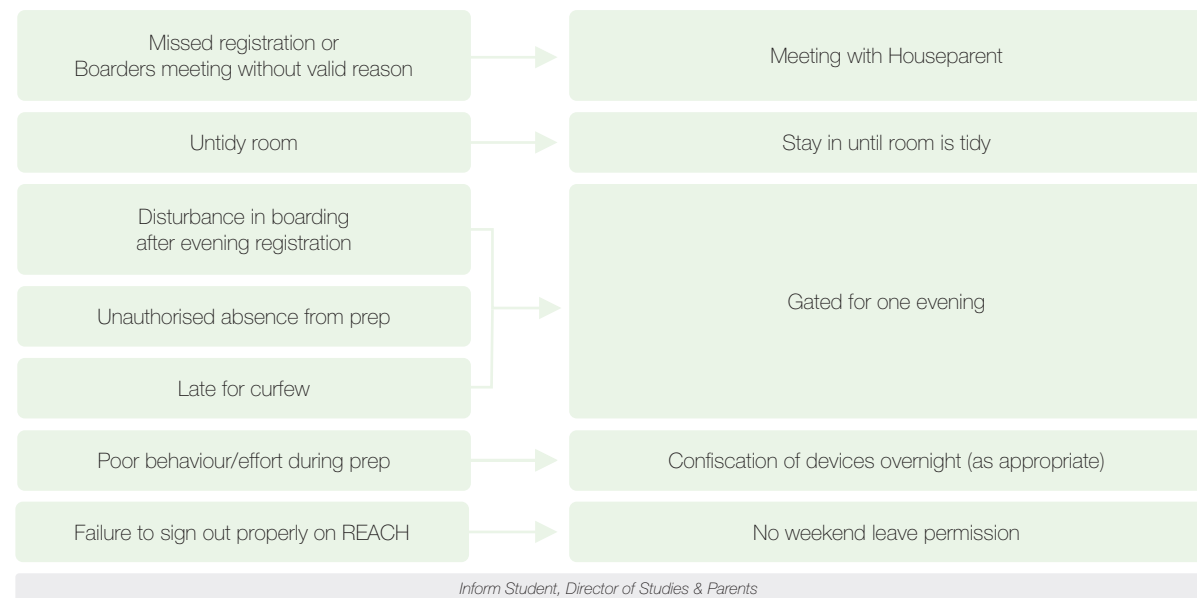 Missed registration or
Boarders meeting without valid reason
Meeting with Houseparent
Untidy room
Stay in until room is tidy
Disturbance in boarding
after evening registration
Unauthorised absence from prep
Late for curfew
Gated for one evening
Poor behaviour/effort during prep
Confiscation of devices overnight (as appropriate)
Failure to sign out properly on REACH
No weekend leave permission
Inform Student, Director of Studies & Parents